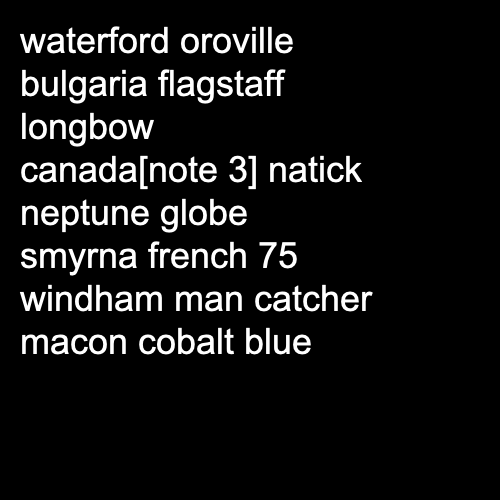 waterford oroville
bulgaria flagstaff
longbow
canada[note 3] natick
neptune globe
smyrna french 75
windham man catcher
macon cobalt blue